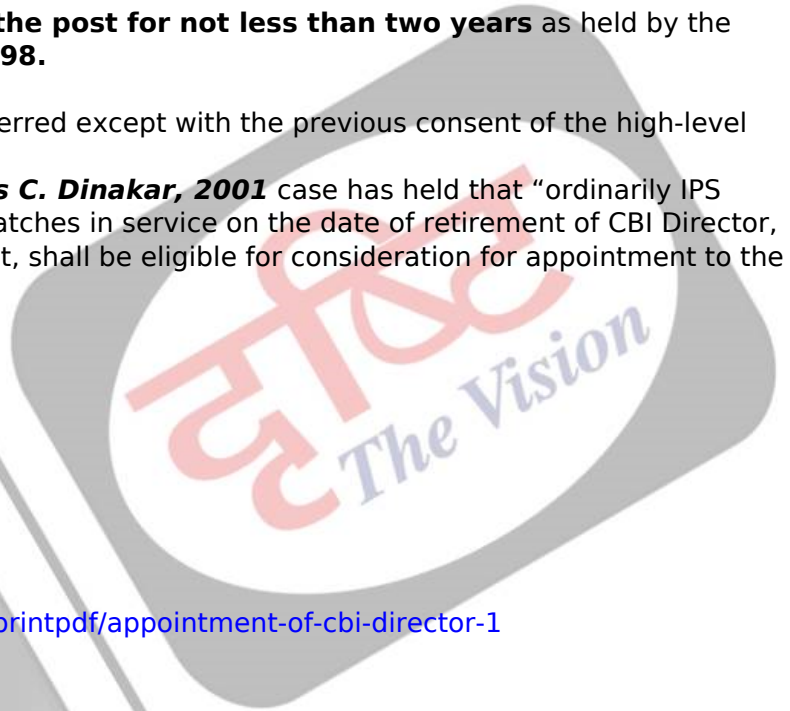 the post for not less than two years as held by the
98.
erred except with the previous consent of the high-level
s C. Dinakar, 2001 case has held that “ordinarily IPS
atches in service on the date of retirement of CBI Director,
t, shall be eligible for consideration for appointment to the
दृष्टि
The Vision
printpdf/appointment-of-cbi-director-1